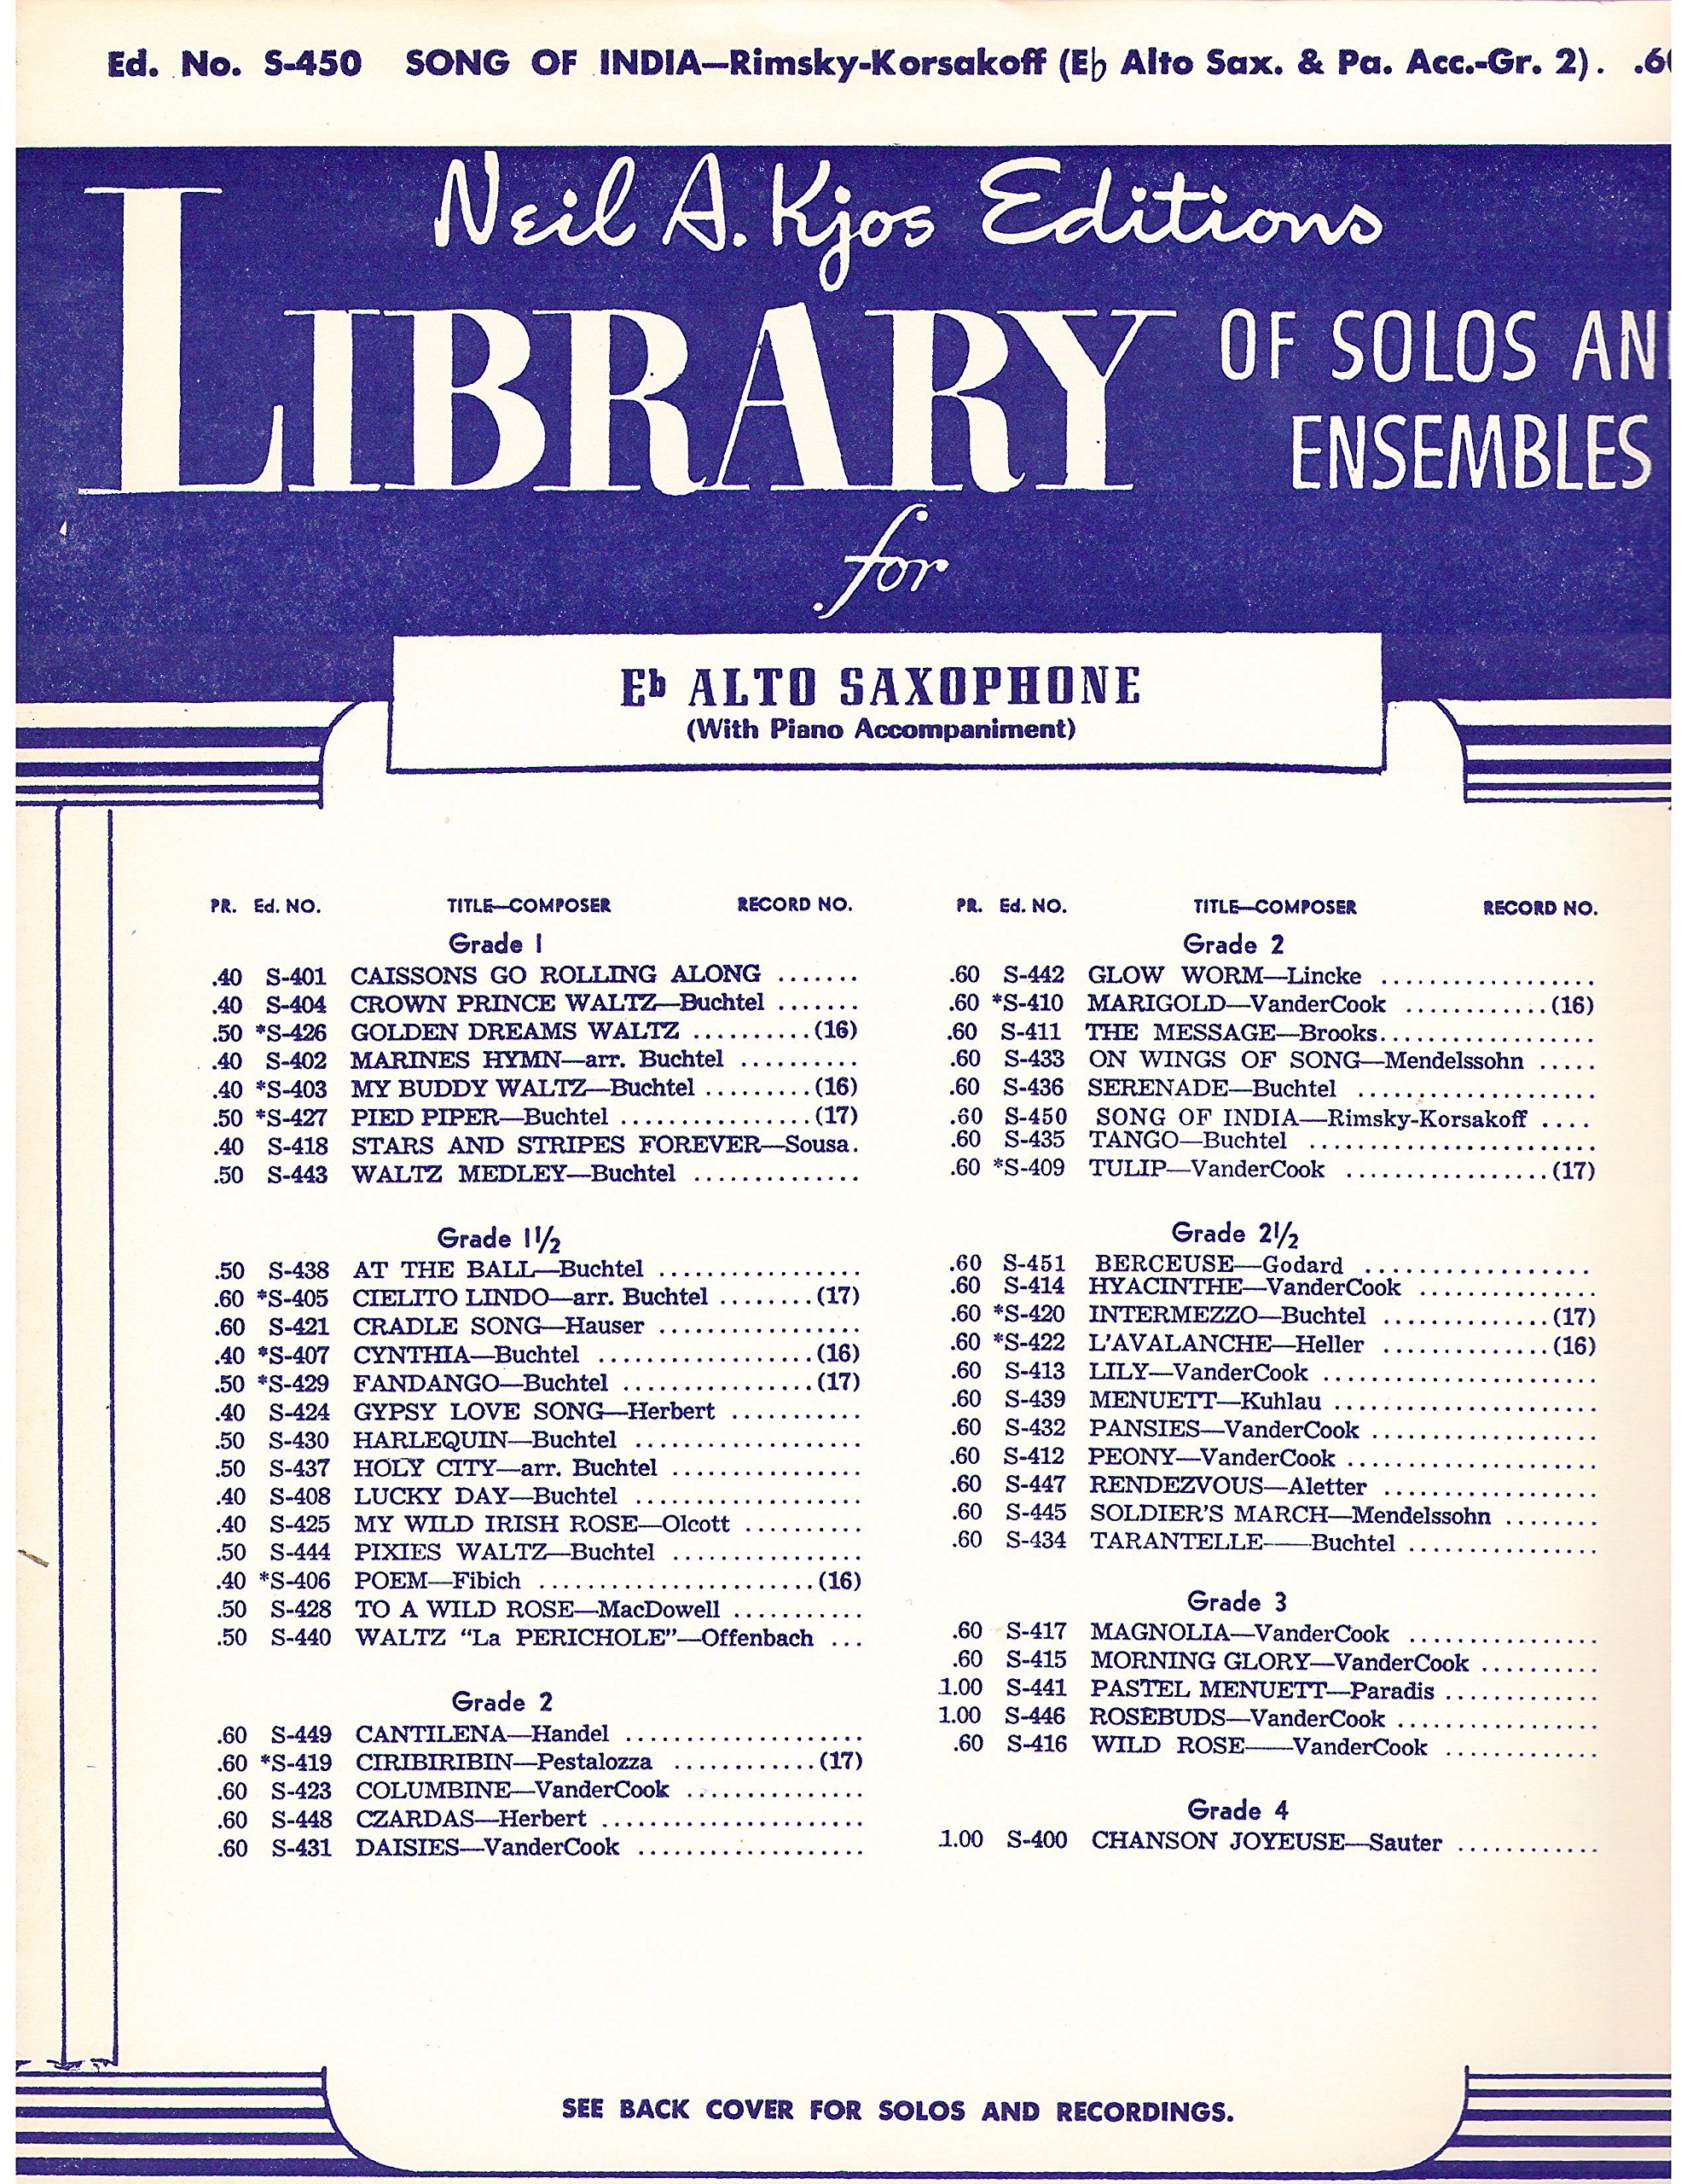 Ed. No. S-450 SONG OF INDIA—Rimsky-Korsakoff (E♭ Alto Sax. & Pa. Acc.-Gr. 2). .60
Neil A. Kjos Editions
LIBRARY OF SOLOS AN
ENSEMBLES
for
E♭ ALTO SAXOPHONE
(With Piano Accompaniment)
PR. Ed. NO. TITLE—COMPOSER RECORD NO.
Grade 1
.40 S-401 CAISSONS GO ROLLING ALONG .......
.40 S-404 CROWN PRINCE WALTZ—Buchtel .......
.50 *S-426 GOLDEN DREAMS WALTZ ..........(16)
.40 S-402 MARINES HYMN—arr. Buchtel ..........
.40 *S-403 MY BUDDY WALTZ—Buchtel .........(16)
.50 *S-427 PIED PIPER—Buchtel ................(17)
.40 S-418 STARS AND STRIPES FOREVER—Sousa.
.50 S-443 WALTZ MEDLEY—Buchtel ..............
Grade 1½
.50 S-438 AT THE BALL—Buchtel .................
.60 *S-405 CIELITO LINDO—arr. Buchtel ........(17)
.60 S-421 CRADLE SONG—Hauser .................
.40 *S-407 CYNTHIA—Buchtel ..................(16)
.50 *S-429 FANDANGO—Buchtel ................(17)
.40 S-424 GYPSY LOVE SONG—Herbert ...........
.50 S-430 HARLEQUIN—Buchtel ...................
.50 S-437 HOLY CITY—arr. Buchtel ................
.40 S-408 LUCKY DAY—Buchtel ...................
.40 S-425 MY WILD IRISH ROSE—Olcott ..........
.50 S-444 PIXIES WALTZ—Buchtel ................
.40 *S-406 POEM—Fibich .......................(16)
.50 S-428 TO A WILD ROSE—MacDowell ...........
.50 S-440 WALTZ “La PERICHOLE”—Offenbach ...
Grade 2
.60 S-449 CANTILENA—Handel ....................
.60 *S-419 CIRIBIRIBIN—Pestalozza ............(17)
.60 S-423 COLUMBINE—VanderCook ...............
.60 S-448 CZARDAS—Herbert ......................
.60 S-431 DAISIES—VanderCook ...................
PR. Ed. NO. TITLE—COMPOSER RECORD NO.
Grade 2
.60 S-442 GLOW WORM—Lincke ..................
.60 *S-410 MARIGOLD—VanderCook ............(16)
.60 S-411 THE MESSAGE—Brooks..................
.60 S-433 ON WINGS OF SONG—Mendelssohn .....
.60 S-436 SERENADE—Buchtel ....................
.60 S-450 SONG OF INDIA—Rimsky-Korsakoff ....
.60 S-435 TANGO—Buchtel ........................
.60 *S-409 TULIP—VanderCook .................(17)
Grade 2½
.60 S-451 BERCEUSE—Godard ...................
.60 S-414 HYACINTHE—VanderCook ...............
.60 *S-420 INTERMEZZO—Buchtel ..............(17)
.60 *S-422 L'AVALANCHE—Heller ..............(16)
.60 S-413 LILY—VanderCook .......................
.60 S-439 MENUETT—Kuhlau ......................
.60 S-432 PANSIES—VanderCook ...................
.60 S-412 PEONY—VanderCook .....................
.60 S-447 RENDEZVOUS—Aletter ..................
.60 S-445 SOLDIER'S MARCH—Mendelssohn ........
.60 S-434 TARANTELLE—Buchtel ................
Grade 3
.60 S-417 MAGNOLIA—VanderCook ................
.60 S-415 MORNING GLORY—VanderCook ..........
1.00 S-441 PASTEL MENUETT—Paradis .............
1.00 S-446 ROSEBUDS—VanderCook .................
.60 S-416 WILD ROSE—VanderCook .............
Grade 4
1.00 S-400 CHANSON JOYEUSE—Sauter ............
SEE BACK COVER FOR SOLOS AND RECORDINGS.